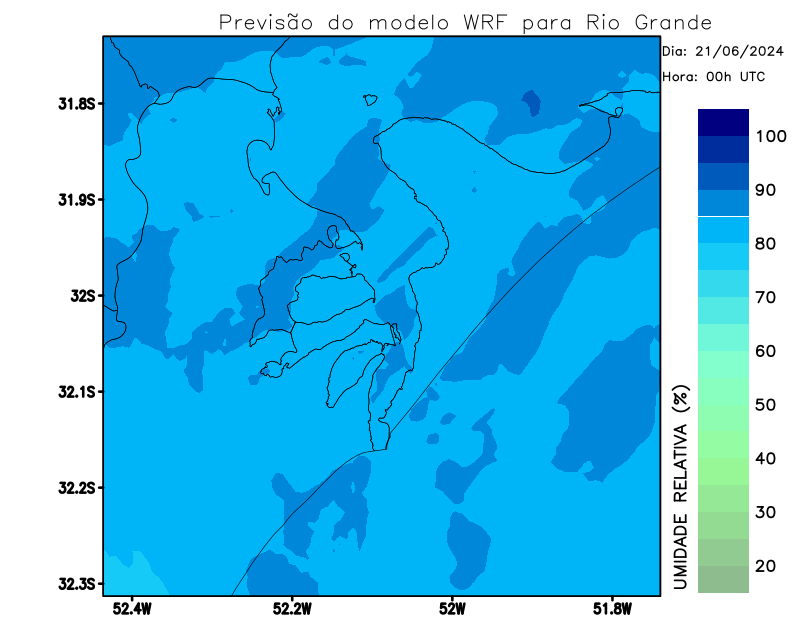 Previsão do modelo WRF para Rio Grande
Dia: 21/06/2024
Hora: 00h UTC
31.8S
31.9S
32S
32.1S
32.2S
32.3S
52.4W
52.2W
52W
51.8W
100
90
80
70
60
50
40
30
20
UMIDADE RELATIVA (%)